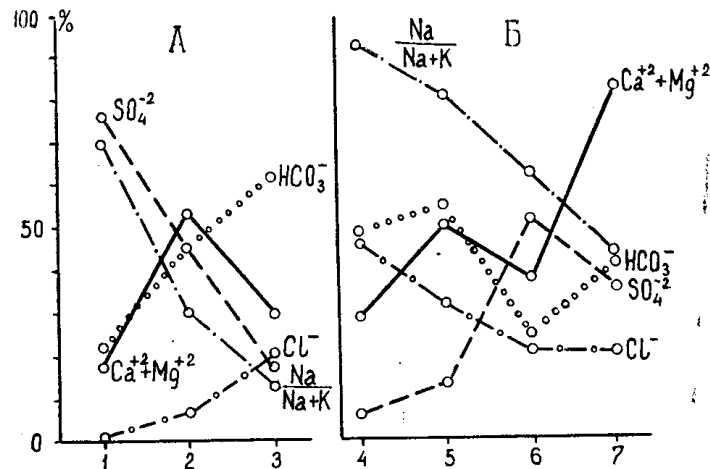 100 %
А
Б
Na
Na+K
SO₄⁻²
Ca⁺²+Mg⁺²
HCO₃⁻
50
HCO₃⁻
SO₄⁻²
Cl⁻
Ca⁺²+Mg⁺²
Cl⁻
Na
Na+K
0
1 2 3 4 5 6 7